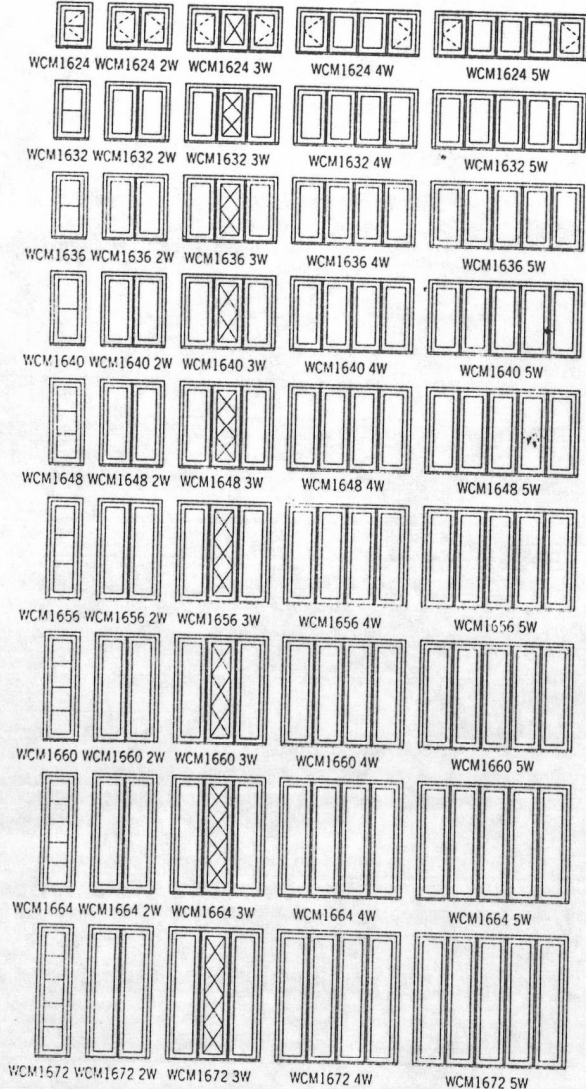 WCM1624 WCM1624 2W WCM1624 3W WCM1624 4W WCM1624 5W
WCM1632 WCM1632 2W WCM1632 3W WCM1632 4W WCM1632 5W
WCM1636 WCM1636 2W WCM1636 3W WCM1636 4W WCM1636 5W
WCM1640 WCM1640 2W WCM1640 3W WCM1640 4W WCM1640 5W
WCM1648 WCM1648 2W WCM1648 3W WCM1648 4W WCM1648 5W
WCM1656 WCM1656 2W WCM1656 3W WCM1656 4W WCM1656 5W
WCM1660 WCM1660 2W WCM1660 3W WCM1660 4W WCM1660 5W
WCM1664 WCM1664 2W WCM1664 3W WCM1664 4W WCM1664 5W
WCM1672 WCM1672 2W WCM1672 3W WCM1672 4W WCM1672 5W